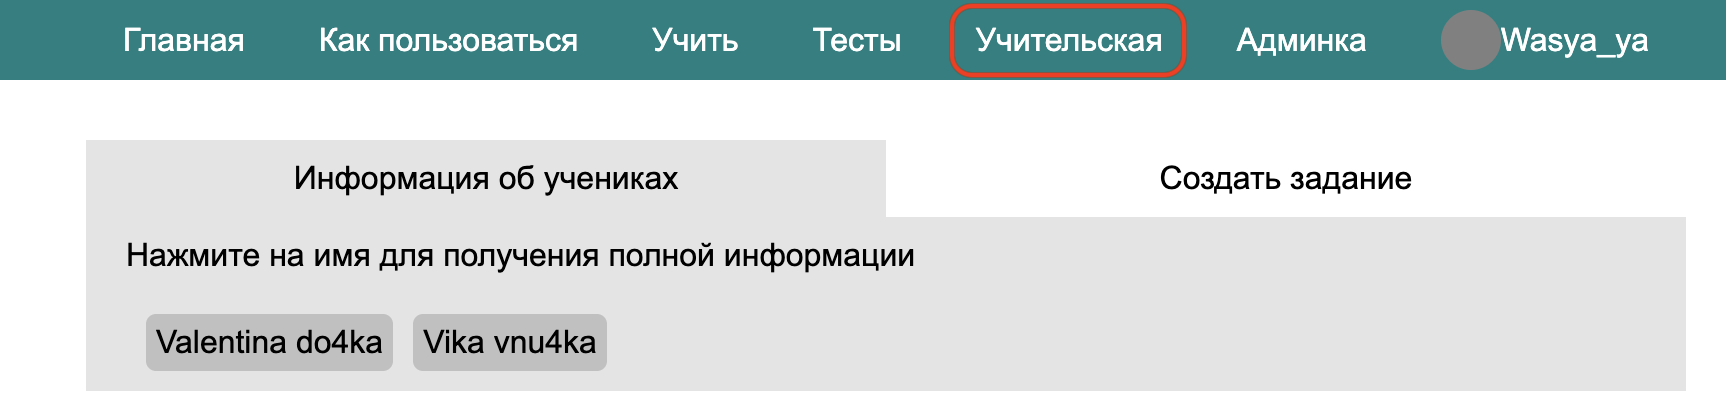 Главная Как пользоваться Учить Тесты Учительская Админка Wasya_ya
Информация об учениках Создать задание
Нажмите на имя для получения полной информации
Valentina do4ka Vika vnu4ka